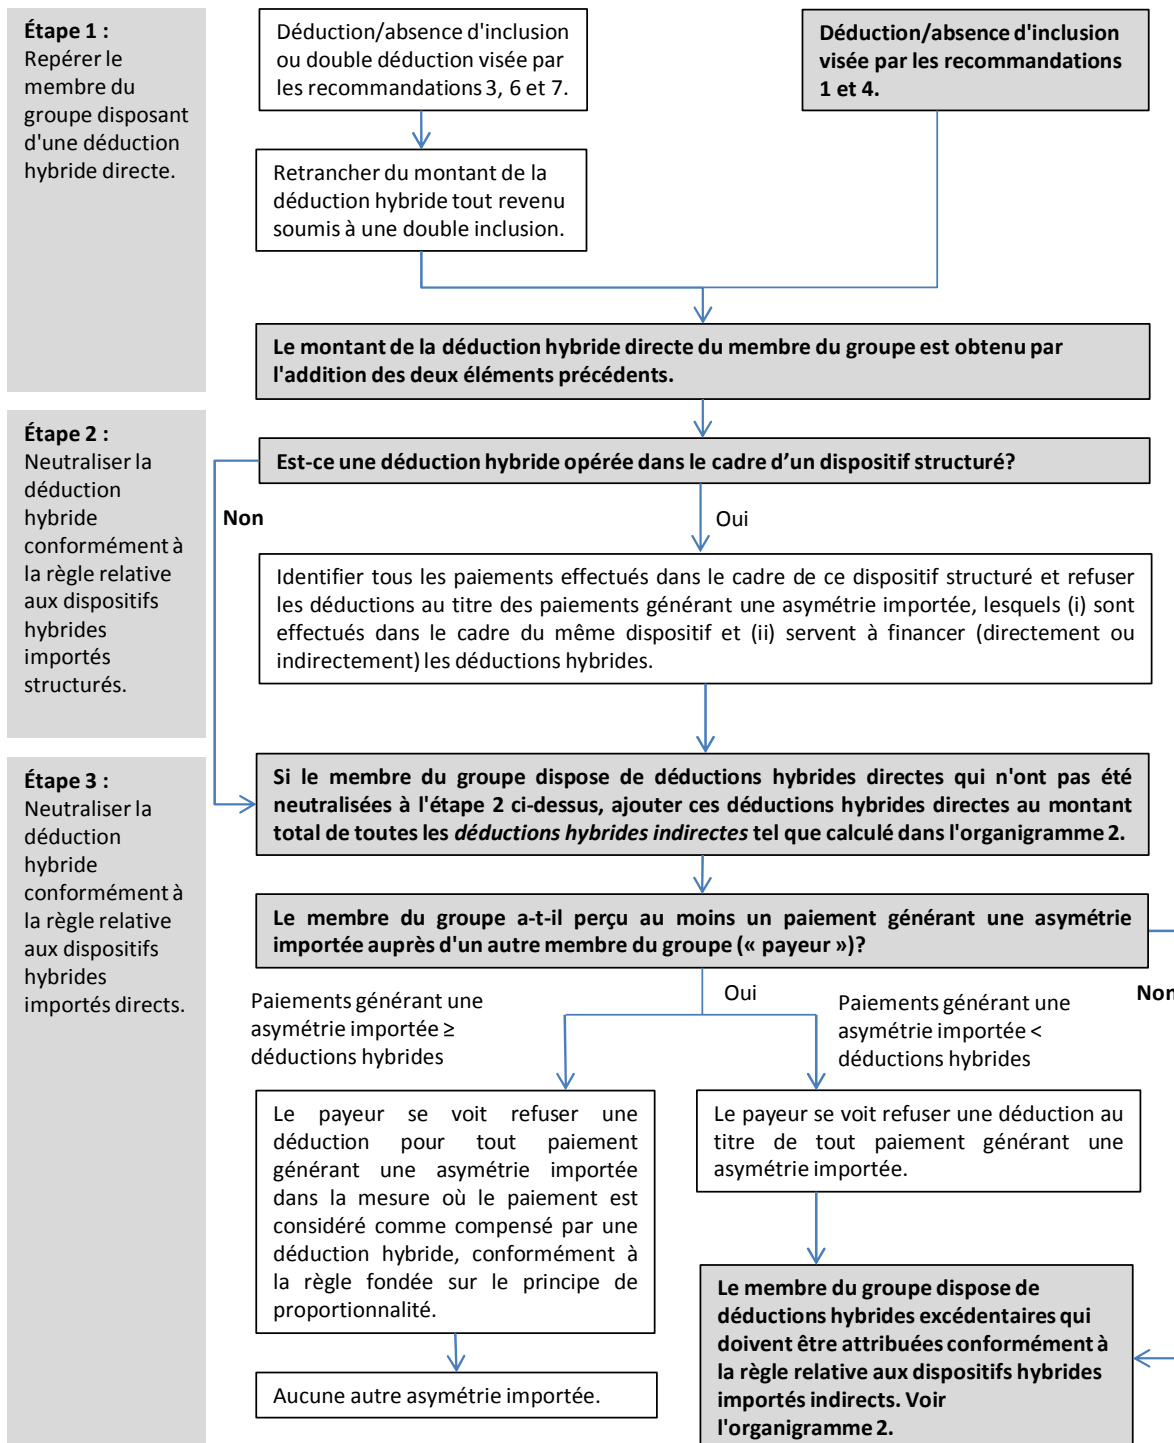 Étape 1 :
Repérer le
membre du
groupe disposant
d'une déduction
hybride directe.
Déduction/absence d'inclusion
ou double déduction visée par
les recommandations 3, 6 et 7.
Déduction/absence d'inclusion
visée par les recommandations
1 et 4.
Retrancher du montant de la
déduction hybride tout revenu
soumis à une double inclusion.
Le montant de la déduction hybride directe du membre du groupe est obtenu par
l'addition des deux éléments précédents.
Étape 2 :
Neutraliser la
déduction
hybride
conformément à
la règle relative
aux dispositifs
hybrides
importés
structurés.
Est-ce une déduction hybride opérée dans le cadre d’un dispositif structuré?
Non
Oui
Identifier tous les paiements effectués dans le cadre de ce dispositif structuré et refuser
les déductions au titre des paiements générant une asymétrie importée, lesquels (i) sont
effectués dans le cadre du même dispositif et (ii) servent à financer (directement ou
indirectement) les déductions hybrides.
Étape 3 :
Neutraliser la
déduction
hybride
conformément à
la règle relative
aux dispositifs
hybrides
importés directs.
Si le membre du groupe dispose de déductions hybrides directes qui n'ont pas été
neutralisées à l'étape 2 ci-dessus, ajouter ces déductions hybrides directes au montant
total de toutes les déductions hybrides indirectes tel que calculé dans l'organigramme 2.
Le membre du groupe a-t-il perçu au moins un paiement générant une asymétrie
importée auprès d'un autre membre du groupe (« payeur »)?
Paiements générant une
asymétrie importée ≥
déductions hybrides
Oui
Paiements générant une
asymétrie importée <
déductions hybrides
Non
Le payeur se voit refuser une
déduction pour tout paiement
générant une asymétrie importée
dans la mesure où le paiement est
considéré comme compensé par une
déduction hybride, conformément à
la règle fondée sur le principe de
proportionnalité.
Le payeur se voit refuser une déduction au
titre de tout paiement générant une
asymétrie importée.
Aucune autre asymétrie importée.
Le membre du groupe dispose de
déductions hybrides excédentaires qui
doivent être attribuées conformément à
la règle relative aux dispositifs hybrides
importés indirects. Voir
l'organigramme 2.